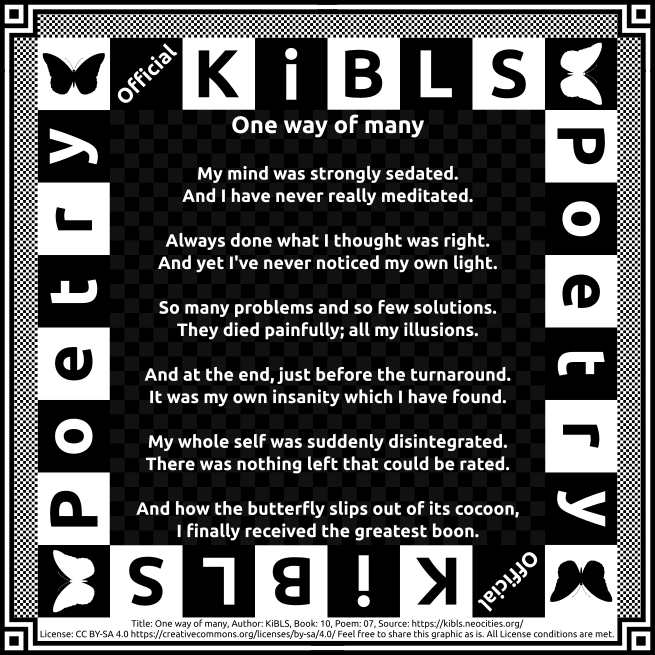 Official KiBLS
Poetry
Poetry
One way of many
My mind was strongly sedated.
And I have never really meditated.
Always done what I thought was right.
And yet I've never noticed my own light.
So many problems and so few solutions.
They died painfully; all my illusions.
And at the end, just before the turnaround.
It was my own insanity which I have found.
My whole self was suddenly disintegrated.
There was nothing left that could be rated.
And how the butterfly slips out of its cocoon,
I finally received the greatest boon.
Official KiBLS
Title: One way of many, Author: KiBLS, Book: 10, Poem: 07, Source: https://kibls.neocities.org/
License: CC BY-SA 4.0 https://creativecommons.org/licenses/by-sa/4.0/ Feel free to share this graphic as is. All License conditions are met.